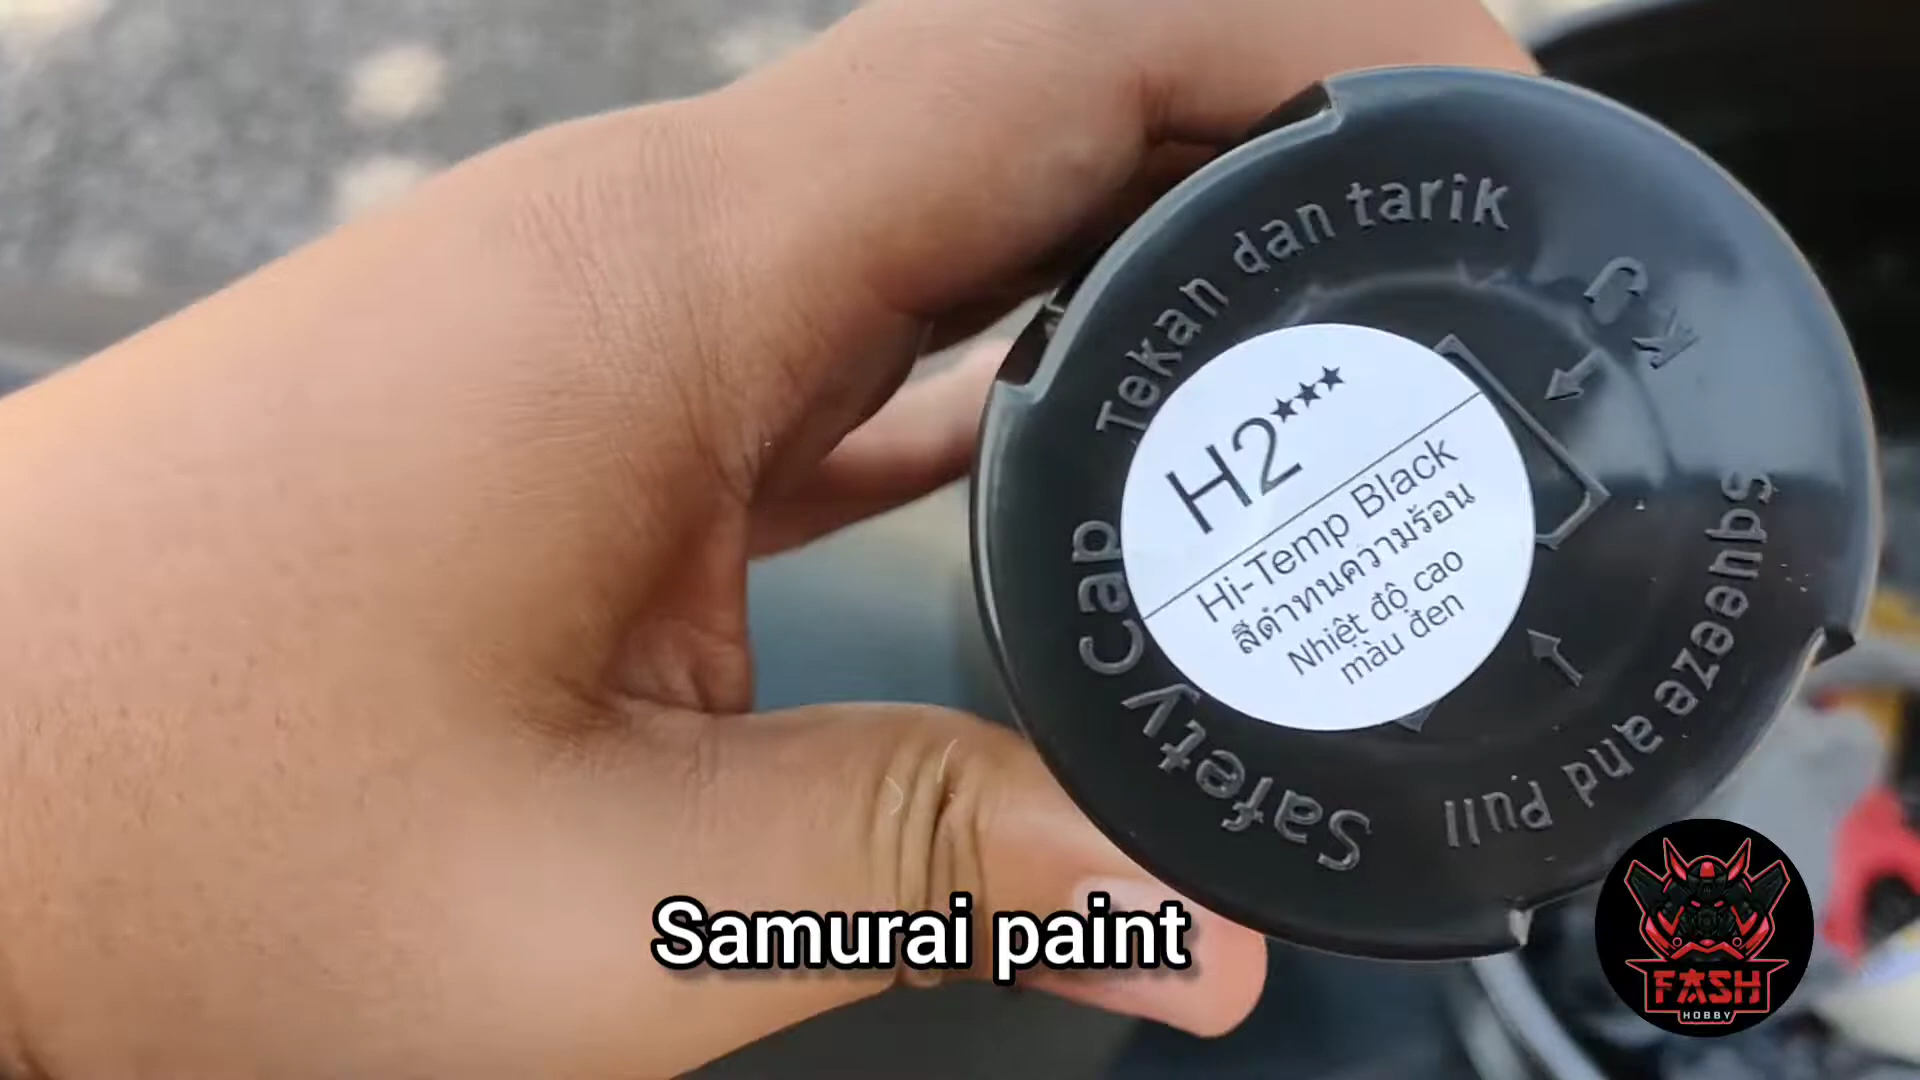 Tekan dan tarik
H2***
Hi-Temp Black
สีดำทนความร้อน
Nhiệt độ cao
màu đen
Safety Cap
Squeeze and Pull
Samurai paint
FASH
HOBBY